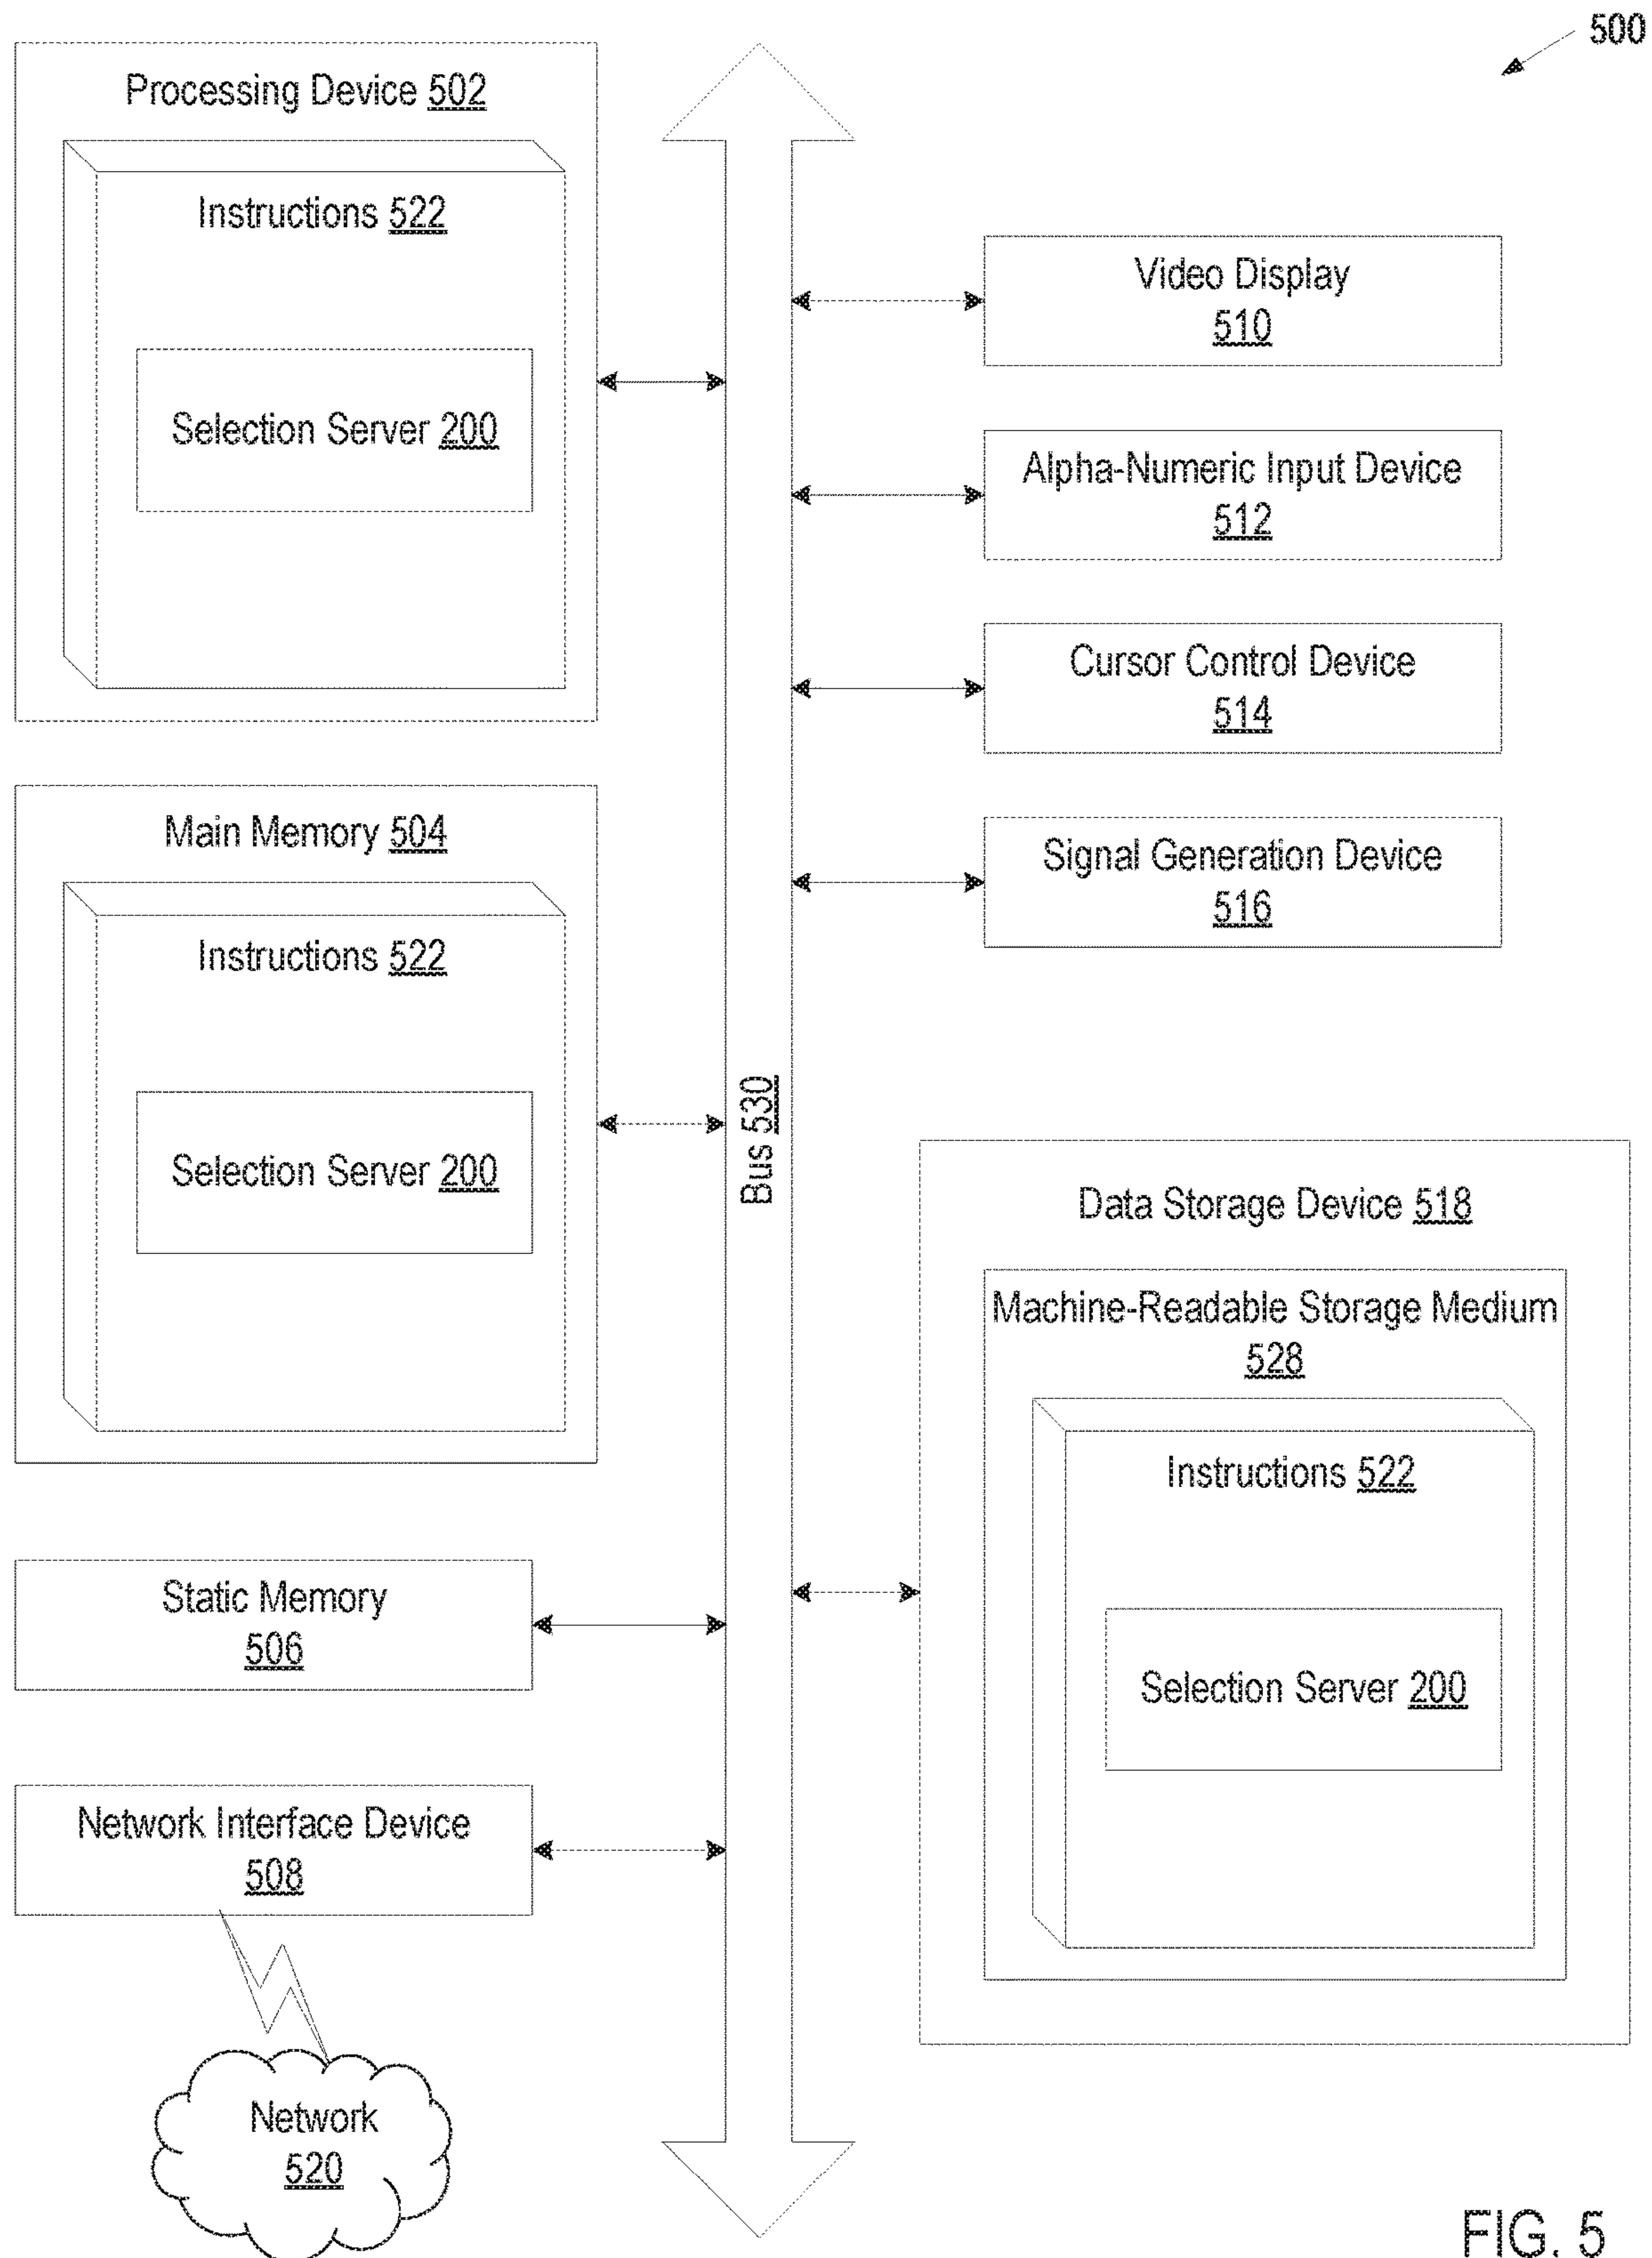 500
Processing Device 502
Instructions 522
Selection Server 200
Main Memory 504
Instructions 522
Selection Server 200
Static Memory
506
Network Interface Device
508
Network
520
Bus 530
Video Display
510
Alpha-Numeric Input Device
512
Cursor Control Device
514
Signal Generation Device
516
Data Storage Device 518
Machine-Readable Storage Medium
528
Instructions 522
Selection Server 200
FIG. 5